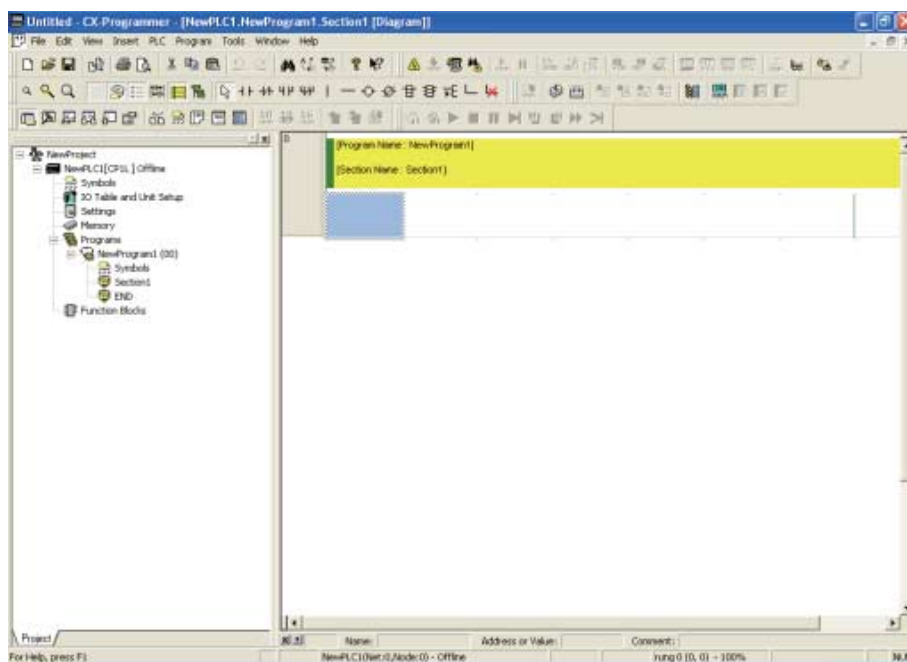 Untitled - CX-Programmer - [NewPLC1.NewProgram1.Section1 [Diagram]]
File Edit View Insert PLC Program Tools Window Help
NewProject
NewPLC1[CP1L] Offline
Symbols
IO Table and Unit Setup
Settings
Memory
Programs
NewProgram1 (00)
Symbols
Section1
END
Function Blocks
0
[Program Name : NewProgram1]
[Section Name : Section1]
Project
Name:
Address or Value:
Comment:
For Help, press F1
NewPLC1(Net:0,Node:0) - Offline
rung 0 (0, 0) - 100%